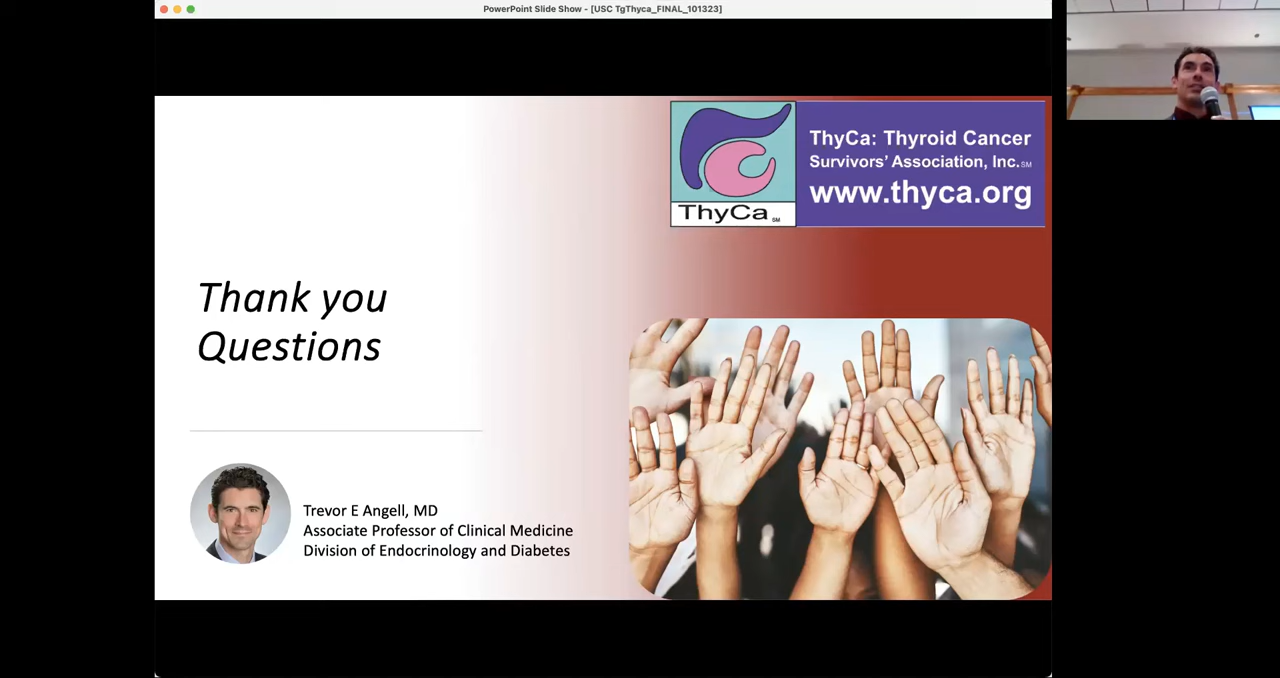 PowerPoint Slide Show - [USC TgThyca_FINAL_101323]
ThyCa: Thyroid Cancer
Survivors' Association, Inc.SM
www.thyca.org
ThyCa SM
Thank you
Questions
Trevor E Angell, MD
Associate Professor of Clinical Medicine
Division of Endocrinology and Diabetes